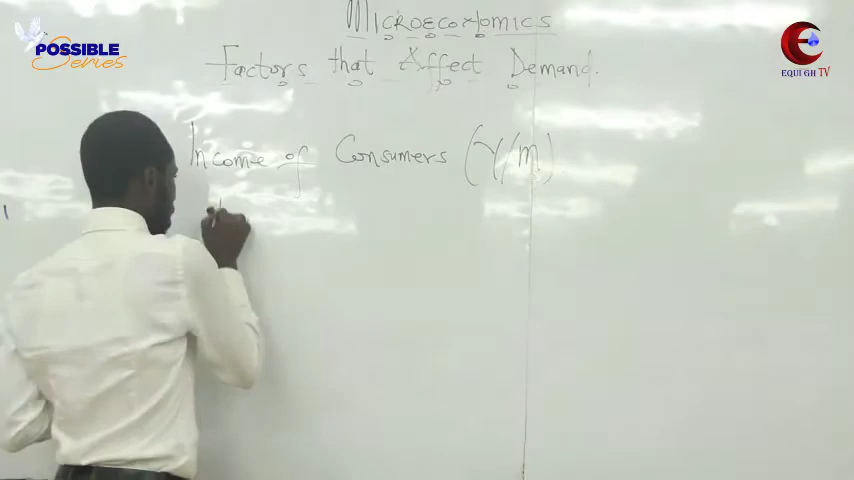 MICROECONOMICS
POSSIBLE
Series
EQUI GH TV
Factors that Affect Demand.
Income of Consumers (Y/m).